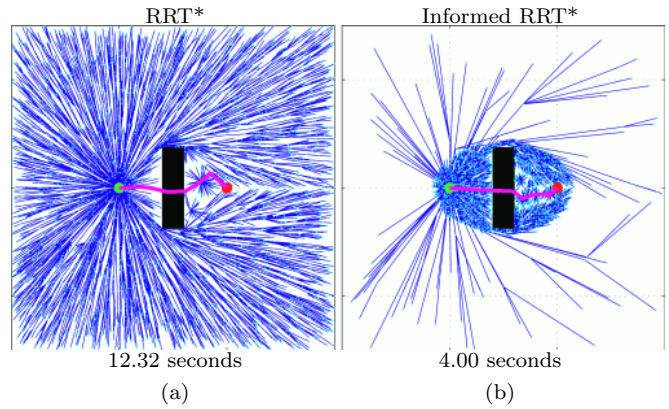 RRT* Informed RRT*
12.32 seconds 4.00 seconds
(a) (b)